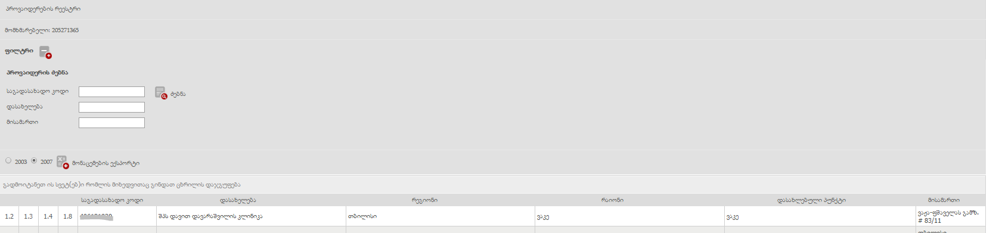 პროვაიდერების რეესტრი
მომხმარებელი: 205271365
ფილტრი
პროვაიდერის ძებნა
საგადასახადო კოდი
ძებნა
დასახელება
მისამართი
2003 2007 მონაცემების ექსპორტი
გადმოიტანეთ ის სვეტ(ებ)ი რომლის მიხედვითაც გინდათ ცხრილის დაჯგუფება
საგადასახადო კოდი დასახელება რეგიონი რაიონი დასახლებული პუნქტი მისამართი
1.2 1.3 1.4 1.8 შპს დავით დავარაშვილის კლინიკა თბილისი ვაკე ვაკე ვაჟა-ფშაველას გამზ.
# 83/11
თბილისი